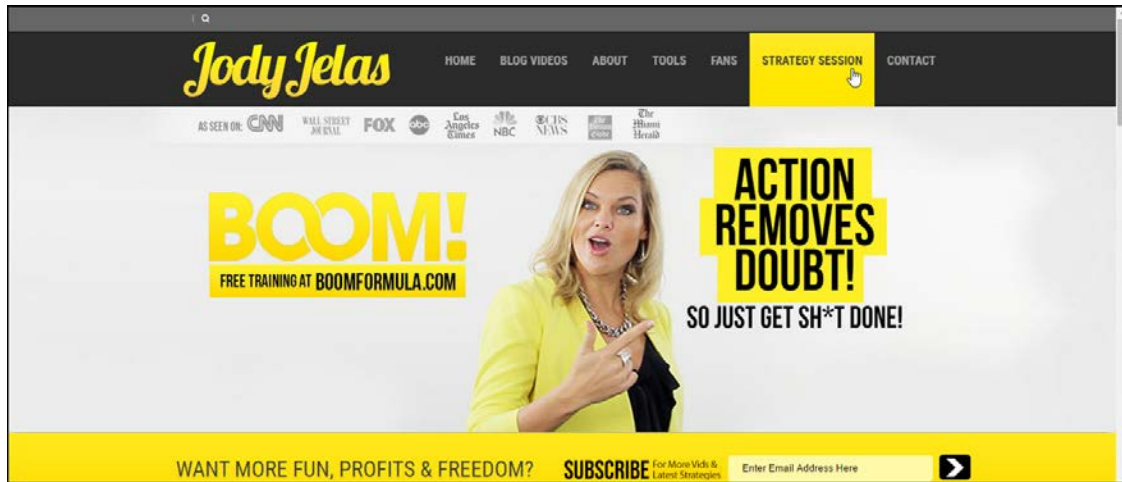 Jody Jelas
HOME BLOG VIDEOS ABOUT TOOLS FANS STRATEGY SESSION CONTACT
AS SEEN ON: CNN WALL STREET JOURNAL FOX abc Los Angeles Times NBC CBS NEWS The Miami Herald
BOOM!
FREE TRAINING AT BOOMFORMULA.COM
ACTION
REMOVES
DOUBT!
SO JUST GET SH*T DONE!
WANT MORE FUN, PROFITS & FREEDOM? SUBSCRIBE For More Vids & Latest Strategies Enter Email Address Here